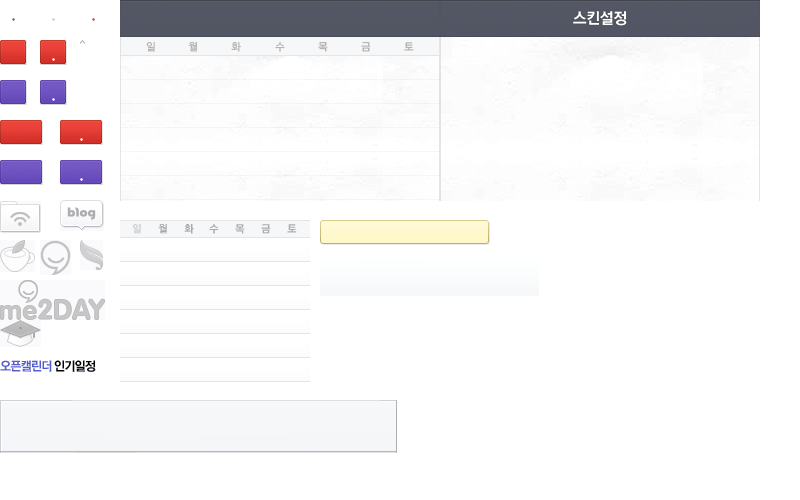 스킨설정
일 월 화 수 목 금 토
blog
일 월 화 수 목 금 토
me2DAY
오픈캘린더 인기일정